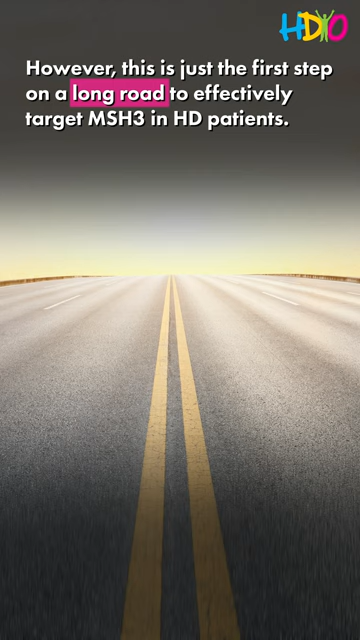 HDYO
However, this is just the first step
on a long road to effectively
target MSH3 in HD patients.